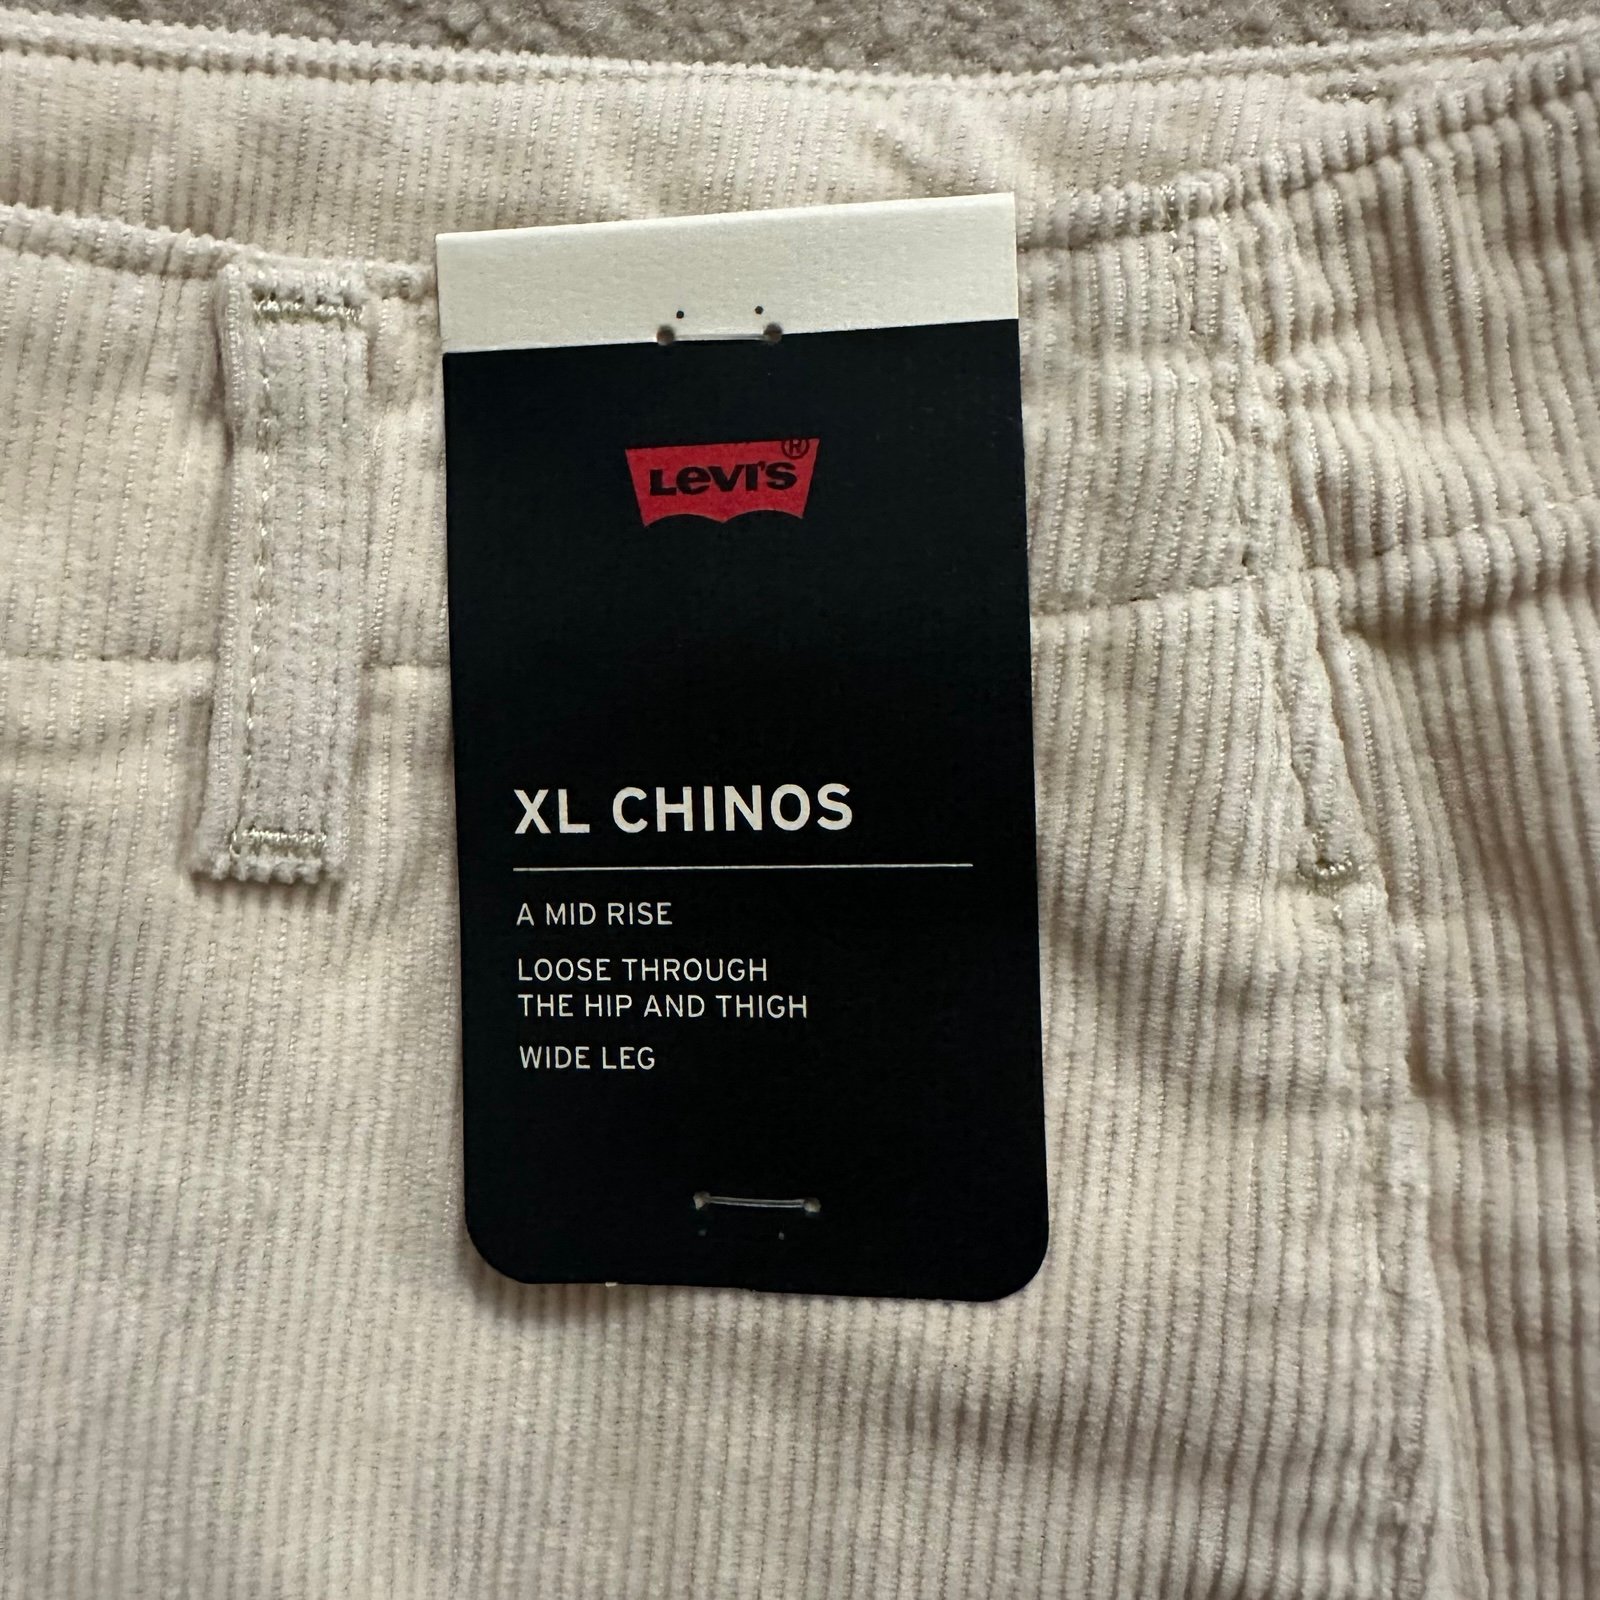 Levi's®
XL CHINOS
A MID RISE
LOOSE THROUGH
THE HIP AND THIGH
WIDE LEG